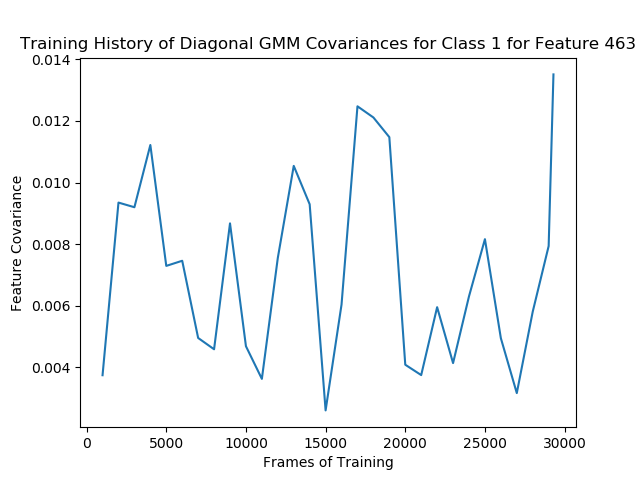 Training History of Diagonal GMM Covariances for Class 1 for Feature 463
0.014
0.012
0.010
0.008
0.006
0.004
Feature Covariance
0 5000 10000 15000 20000 25000 30000
Frames of Training